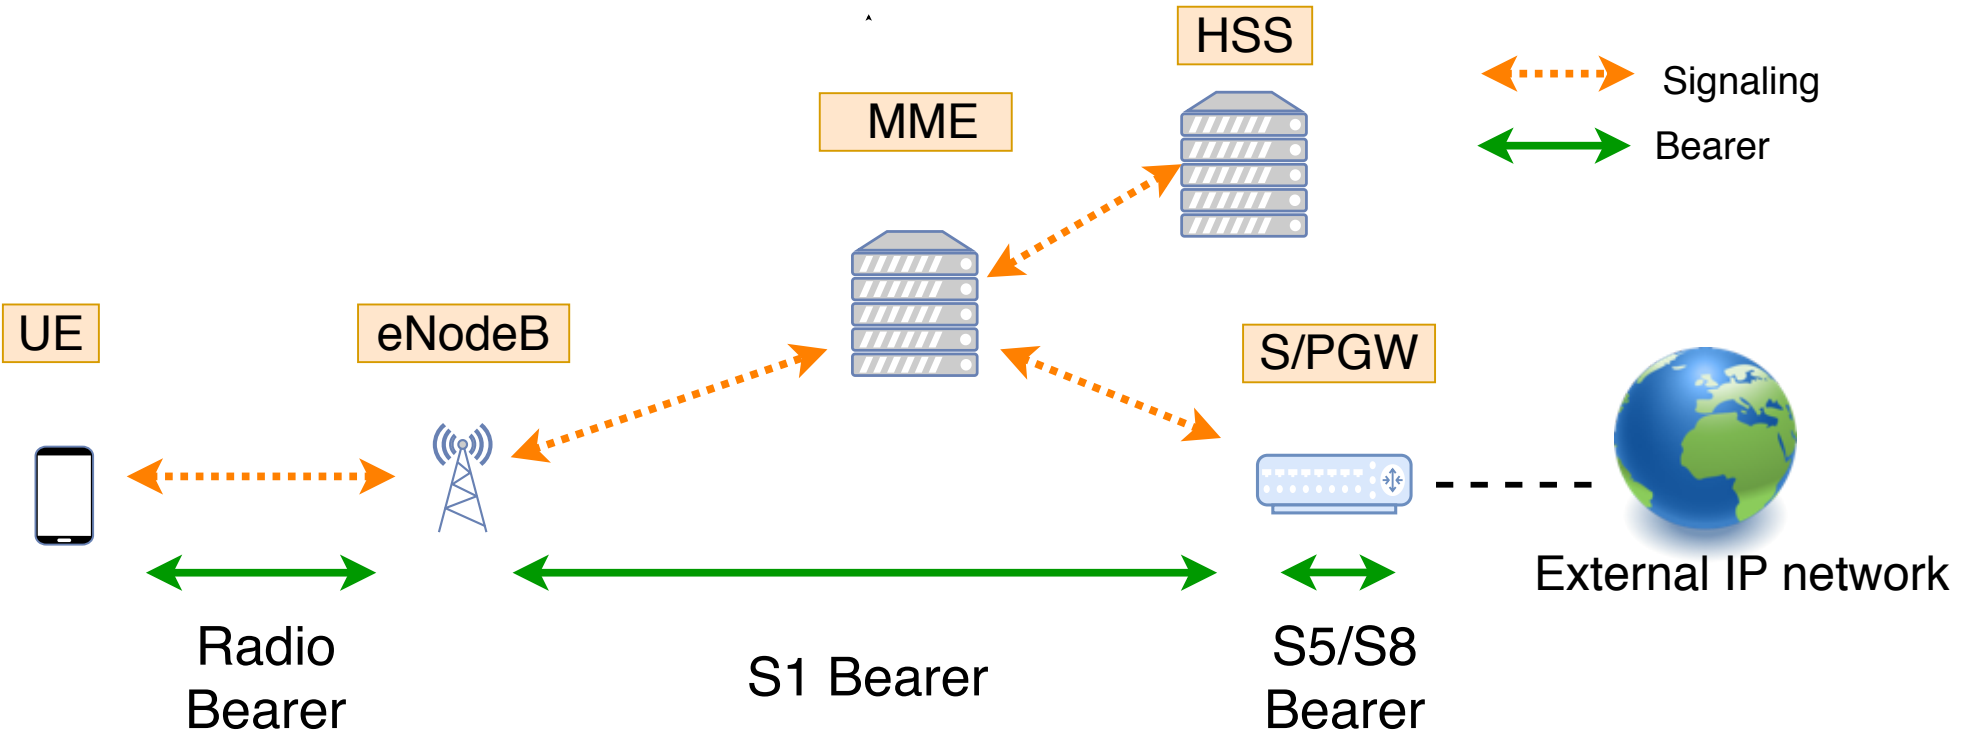 HSS
Signaling
MME
Bearer
UE
eNodeB
S/PGW
External IP network
Radio
Bearer
S1 Bearer
S5/S8
Bearer